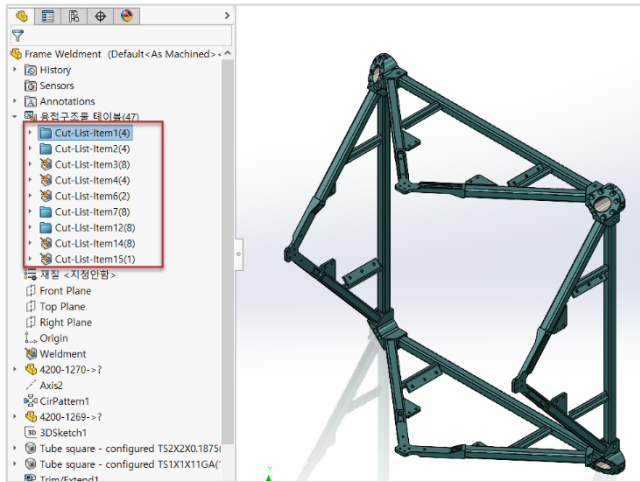 Frame Weldment (Default<As Machined>
History
Sensors
Annotations
용접구조물 테이블(47)
Cut-List-Item1(4)
Cut-List-Item2(4)
Cut-List-Item3(8)
Cut-List-Item4(4)
Cut-List-Item6(2)
Cut-List-Item7(8)
Cut-List-Item12(8)
Cut-List-Item14(8)
Cut-List-Item15(1)
재질 <지정안함>
Front Plane
Top Plane
Right Plane
Origin
Weldment
4200-1270->?
Axis2
CirPattern1
4200-1269->?
3DSketch1
Tube square - configured TS2X2X0.1875(
Tube square - configured TS1X1X11GA(
Trim/Extend1
Y